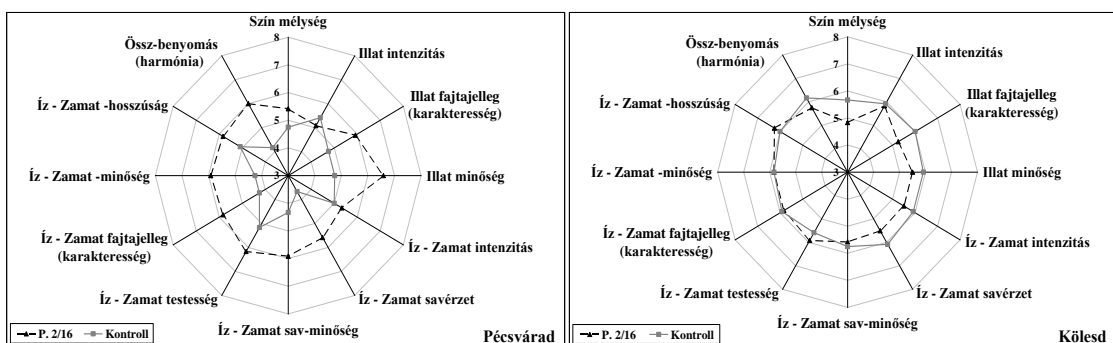 Szín mélység
8
7
6
5
4
3
Illat intenzitás
Illat fajtajelleg
(karakteresség)
Illat minőség
Íz - Zamat intenzitás
Íz - Zamat savérzet
Íz - Zamat sav-minőség
Íz - Zamat testesség
Íz - Zamat fajtajelleg
(karakteresség)
Íz - Zamat -minőség
Íz - Zamat -hosszúság
Össz-benyomás
(harmónia)
P. 2/16 Kontroll
Pécsvárad
Szín mélység
8
7
6
5
4
3
Illat intenzitás
Illat fajtajelleg
(karakteresség)
Illat minőség
Íz - Zamat intenzitás
Íz - Zamat savérzet
Íz - Zamat sav-minőség
Íz - Zamat testesség
Íz - Zamat fajtajelleg
(karakteresség)
Íz - Zamat -minőség
Íz - Zamat -hosszúság
Össz-benyomás
(harmónia)
P. 2/16 Kontroll
Kölesd